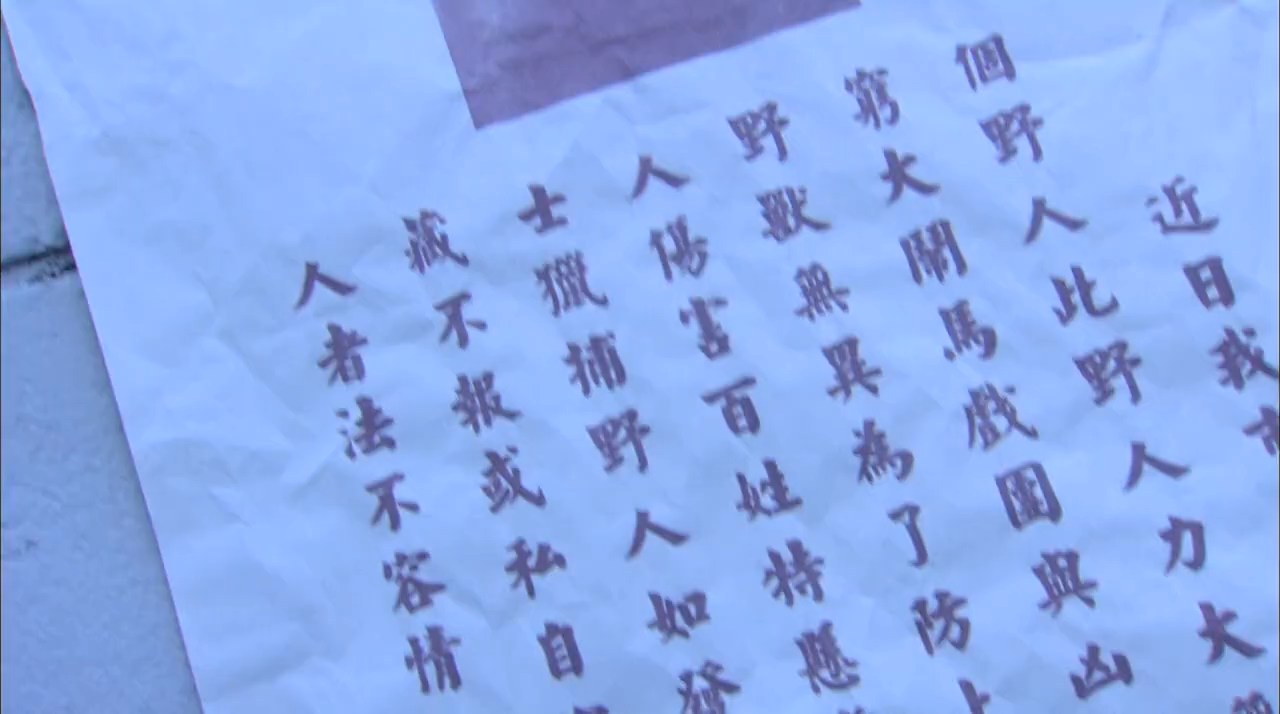 近日我
個野人此野人力大
窮大鬧馬戲團與凶
野獸無異為了防
人傷害百姓特懸
士獵捕野人如發
藏不報或私自
人者法不容情